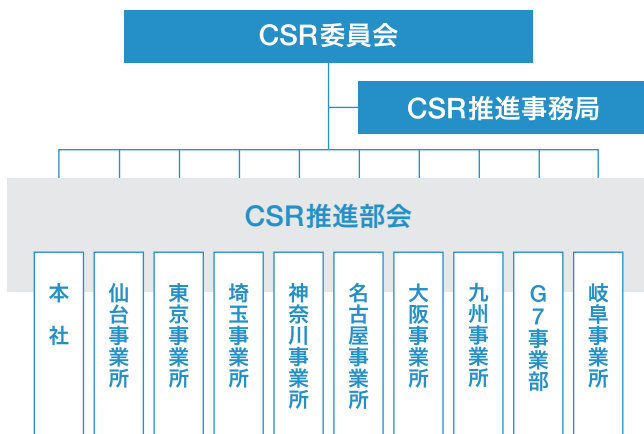 CSR委員会
CSR推進事務局
CSR推進部会
本社
仙台事業所
東京事業所
埼玉事業所
神奈川事業所
名古屋事業所
大阪事業所
九州事業所
G7事業部
岐阜事業所